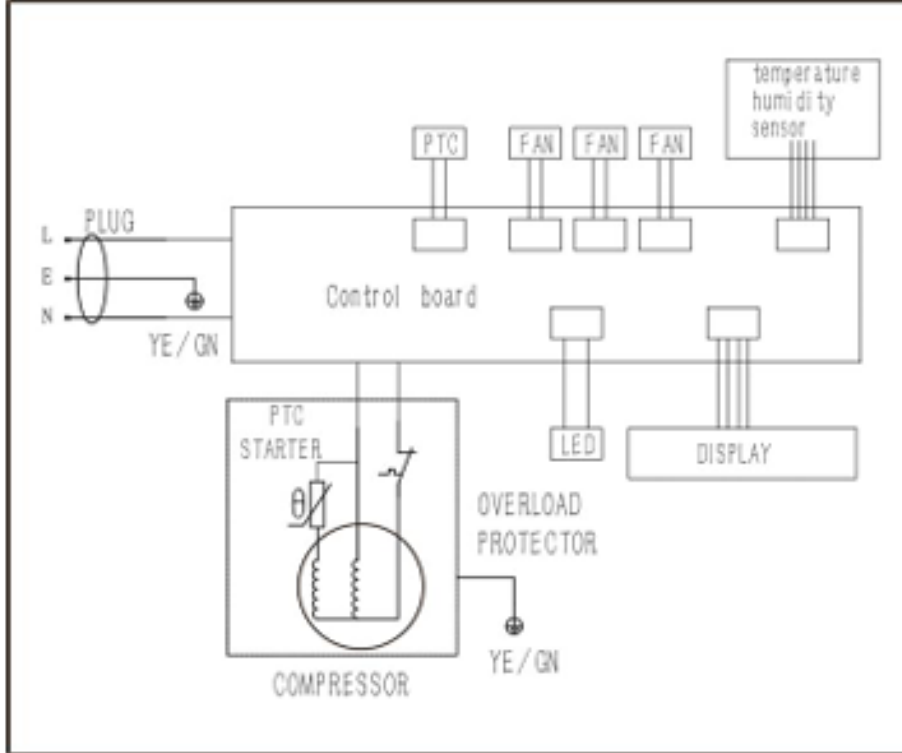 temperature
humidity
sensor
PTC
FAN
FAN
FAN
PLUG
L
E
N
YE/GN
Control board
PTC
STARTER
θ
LED
DISPLAY
OVERLOAD
PROTECTOR
YE/GN
COMPRESSOR